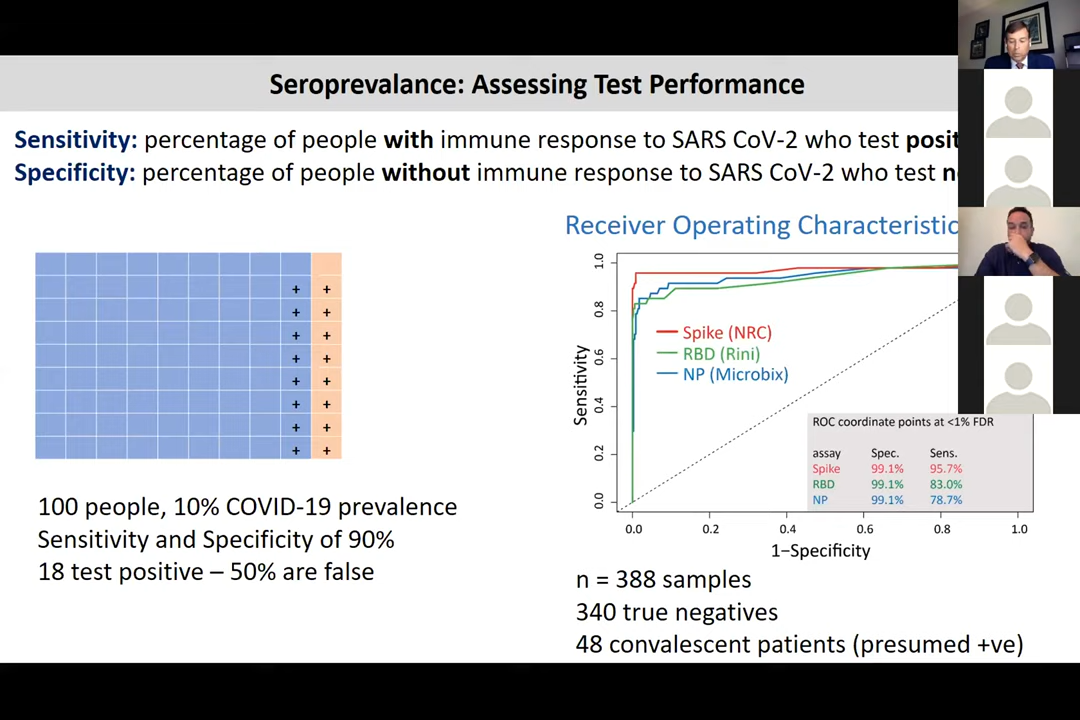 Seroprevalance: Assessing Test Performance
Sensitivity: percentage of people with immune response to SARS CoV-2 who test
Specificity: percentage of people without immune response to SARS CoV-2 who test
+ +
+ +
+ +
+ +
+ +
+ +
+ +
+ +
100 people, 10% COVID-19 prevalence
Sensitivity and Specificity of 90%
18 test positive – 50% are false
Receiver Operating Characteristic
1.0
0.8
0.6
0.4
0.2
0.0
Sensitivity
Spike (NRC)
RBD (Rini)
NP (Microbix)
ROC coordinate points at <1% FDR
assay Spec. Sens.
Spike 99.1% 95.7%
RBD 99.1% 83.0%
NP 99.1% 78.7%
0.0 0.2 0.4 0.6 0.8 1.0
1−Specificity
n = 388 samples
340 true negatives
48 convalescent patients (presumed +ve)